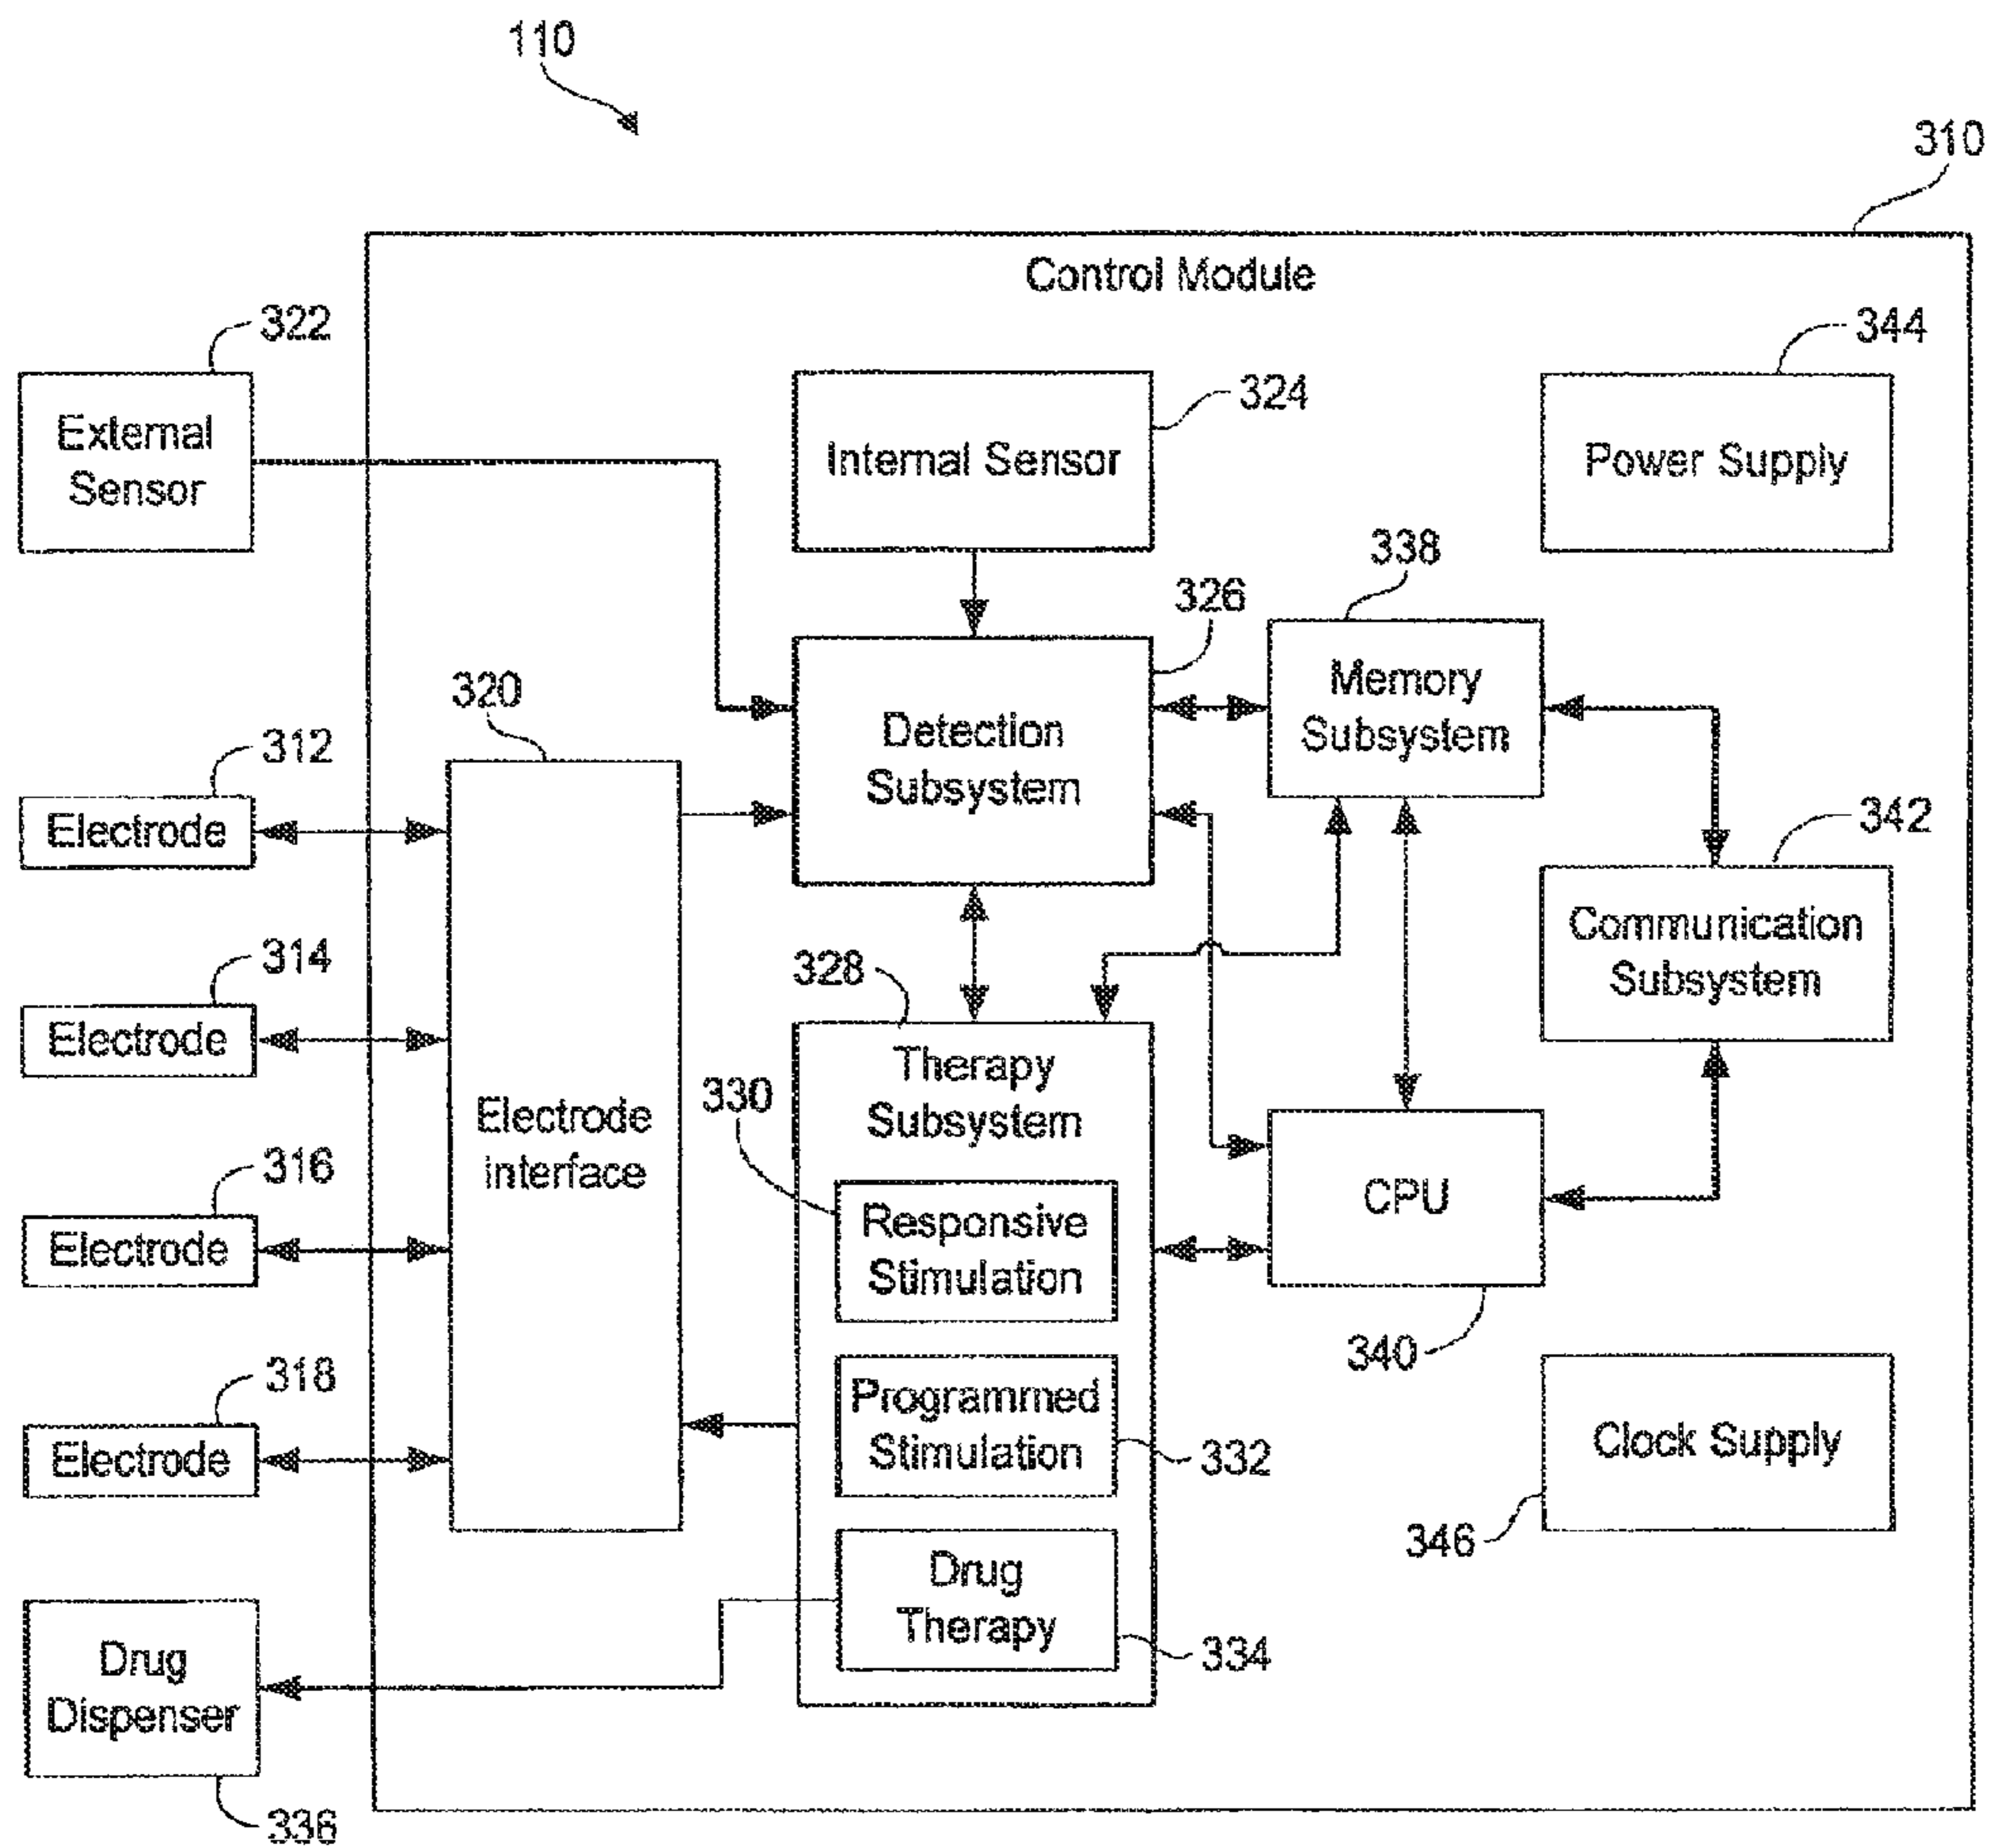 110
310
Control Module
322
344
324
External
Sensor
Internal Sensor
Power Supply
338
326
320
Memory
Subsystem
312
Detection
Subsystem
Electrode
342
314
328
Communication
Subsystem
Electrode
Therapy
Subsystem
330
Electrode
interface
316
CPU
Electrode
Responsive
Stimulation
340
318
Programmed
Stimulation
332
Clock Supply
Electrode
346
Drug
Therapy
334
Drug
Dispenser
336